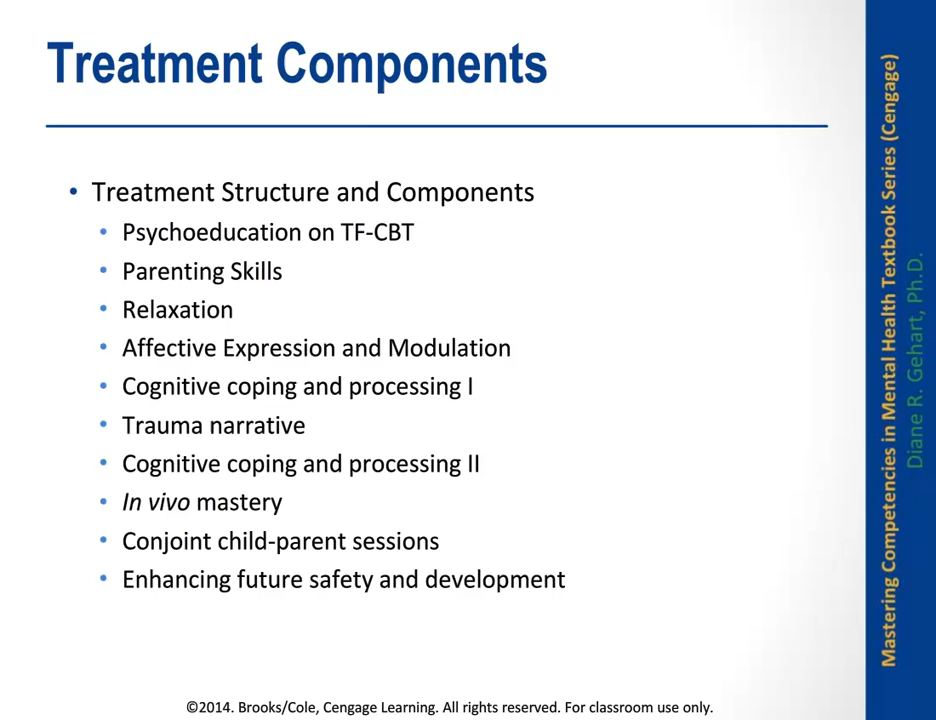 Treatment Components
• Treatment Structure and Components
• Psychoeducation on TF-CBT
• Parenting Skills
• Relaxation
• Affective Expression and Modulation
• Cognitive coping and processing I
• Trauma narrative
• Cognitive coping and processing II
• In vivo mastery
• Conjoint child-parent sessions
• Enhancing future safety and development
©2014. Brooks/Cole, Cengage Learning. All rights reserved. For classroom use only.
Mastering Competencies in Mental Health Textbook Series (Cengage)
Diane R. Gehart, Ph.D.